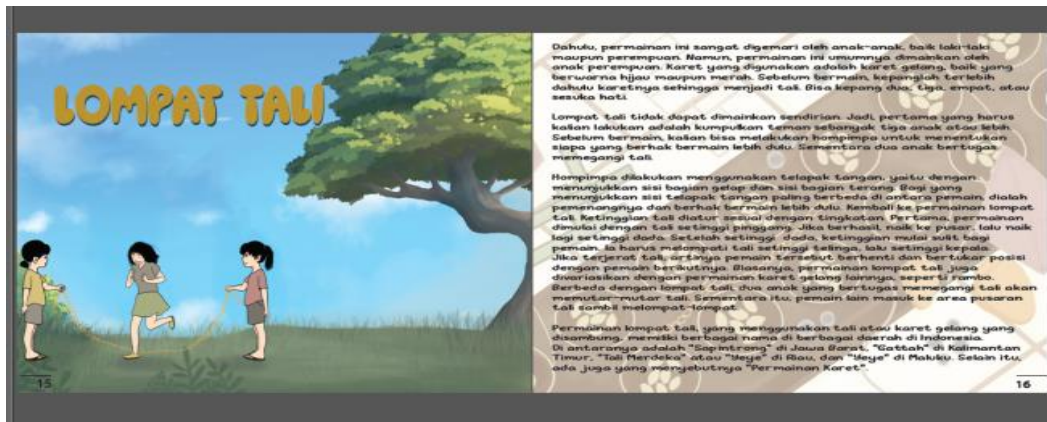 LOMPAT TALI
15
Dahulu, permainan ini sangat digemari oleh anak-anak, baik laki-laki
maupun perempuan. Namun, permainan ini umumnya dimainkan oleh
anak perempuan. Karet yang digunakan adalah karet gelang, baik yang
berwarna hijau maupun merah. Sebelum bermain, kepanglah terlebih
dahulu karetnya sehingga menjadi tali. Bisa kepang dua, tiga, empat, atau
sesuka hati.
Lompat tali tidak dapat dimainkan sendirian. Jadi, pertama yang harus
kalian lakukan adalah kumpulkan teman sebanyak tiga anak atau lebih.
Sebelum bermain, kalian bisa melakukan hompimpa untuk menentukan
siapa yang berhak bermain lebih dulu. Sementara dua anak bertugas
memegangi tali.
Hompimpa dilakukan menggunakan telapak tangan, yaitu dengan
menunjukkan sisi bagian gelap dan sisi bagian terang. Bagi yang
menunjukkan sisi telapak tangan paling berbeda di antara pemain, dialah
pemenangnya dan berhak bermain lebih dulu. Kembali ke permainan lompat
tali. Ketinggian tali diatur sesuai dengan tingkatan. Pertama, permainan
dimulai dengan tali setinggi pinggang. Jika berhasil, naik ke pusar, lalu naik
lagi setinggi dada. Setelah setinggi dada, ketinggian mulai sulit bagi
pemain. Ia harus melompati tali setinggi telinga, lalu setinggi kepala.
Jika terjerat tali, artinya pemain tersebut berhenti dan bertukar posisi
dengan pemain berikutnya. Biasanya, permainan lompat tali juga
divariasikan dengan permainan karet gelang lainnya, seperti rambo.
Berbeda dengan lompat tali, dua anak yang bertugas memegangi tali akan
memutar-mutar tali. Sementara itu, pemain lain masuk ke area pusaran
tali sambil melompat-lompat.
Permainan lompat tali, yang menggunakan tali atau karet gelang yang
disambung, memiliki berbagai nama di berbagai daerah di Indonesia.
Di antaranya adalah "Sapintrong" di Jawa Barat, "Gattah" di Kalimantan
Timur, "Tali Merdeka" atau "Yeye" di Riau, dan "Yeye" di Maluku. Selain itu,
ada juga yang menyebutnya "Permainan Karet".
16